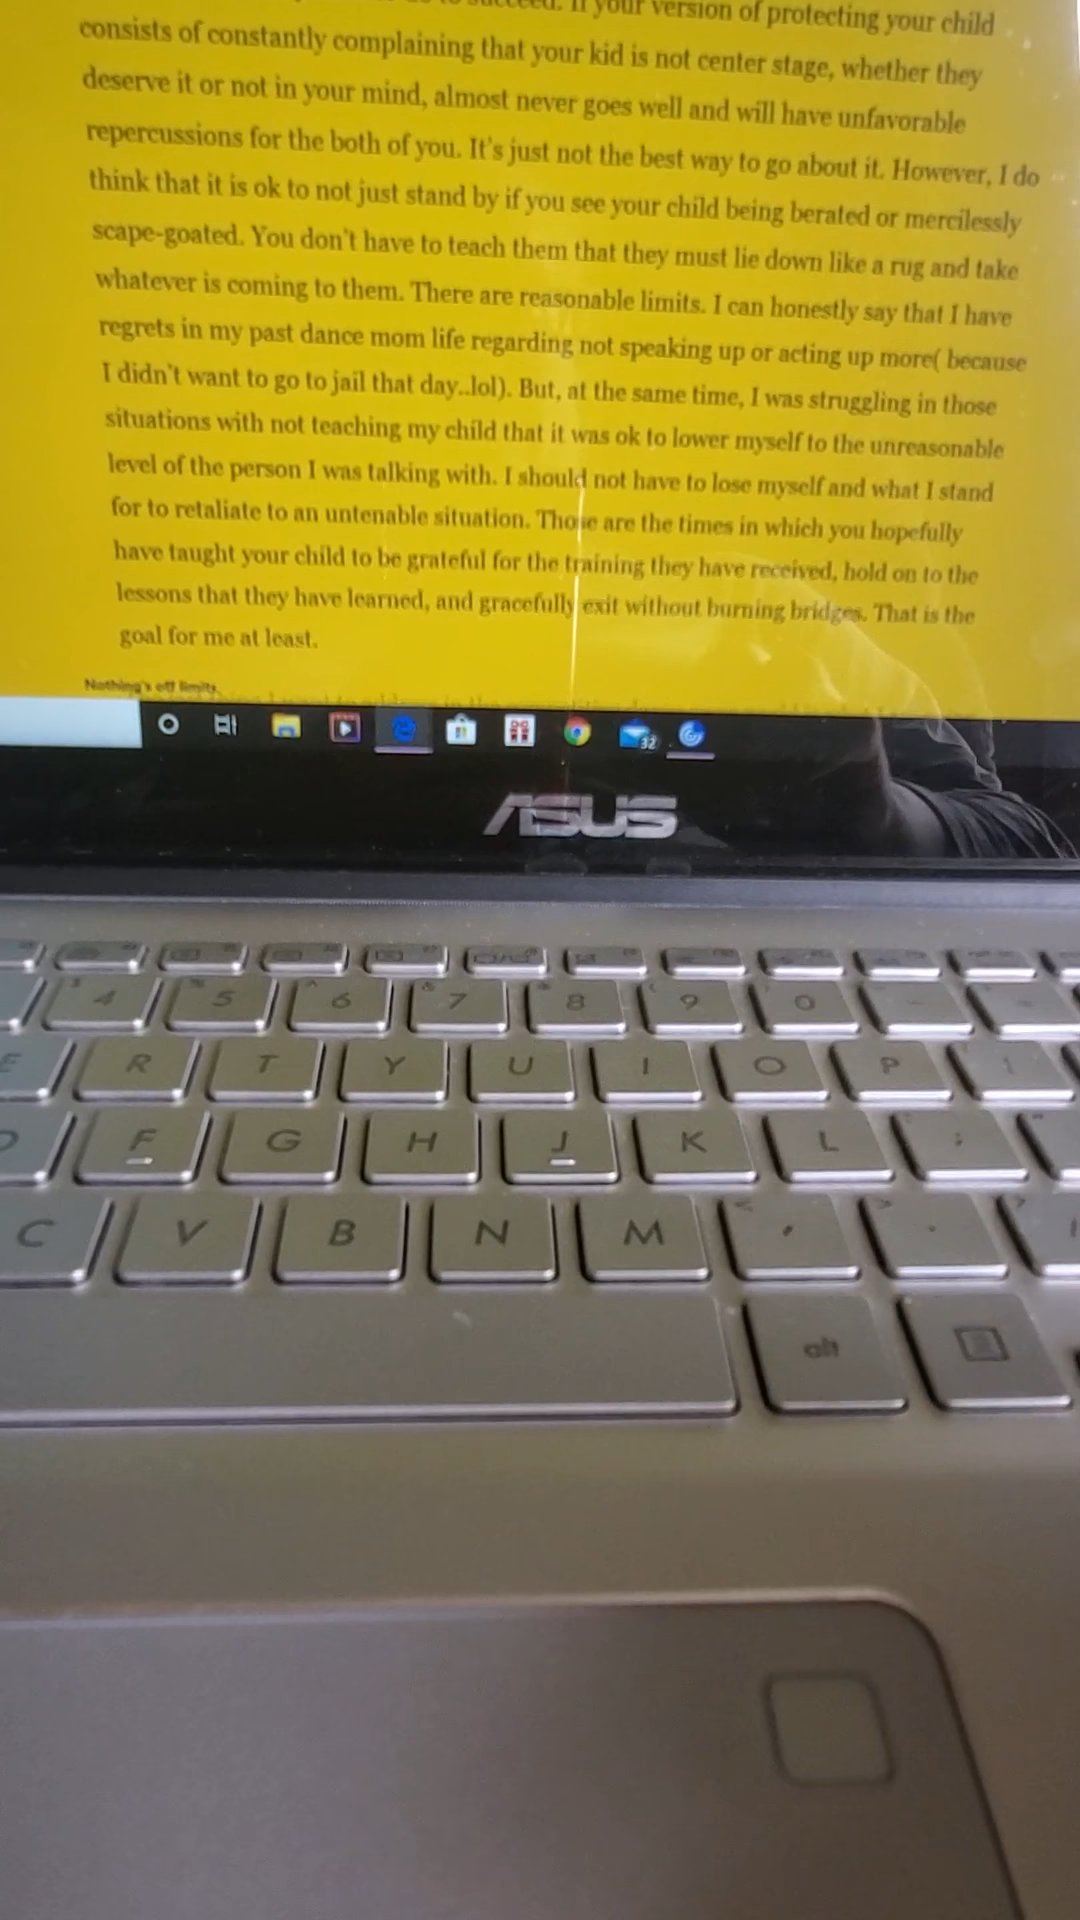 succeed. If your version of protecting your child
consists of constantly complaining that your kid is not center stage, whether they
deserve it or not in your mind, almost never goes well and will have unfavorable
repercussions for the both of you. It's just not the best way to go about it. However, I do
think that it is ok to not just stand by if you see your child being berated or mercilessly
scape-goated. You don't have to teach them that they must lie down like a rug and take
whatever is coming to them. There are reasonable limits. I can honestly say that I have
regrets in my past dance mom life regarding not speaking up or acting up more( because
I didn't want to go to jail that day..lol). But, at the same time, I was struggling in those
situations with not teaching my child that it was ok to lower myself to the unreasonable
level of the person I was talking with. I should not have to lose myself and what I stand
for to retaliate to an untenable situation. Those are the times in which you hopefully
have taught your child to be grateful for the training they have received, hold on to the
lessons that they have learned, and gracefully exit without burning bridges. That is the
goal for me at least.
Nothing's off limits.
32
ASUS
4 5 6 & 7 8 ( 9 0
E R T Y U I O P
F G H J K L ;
C V B N M < , > . ?
alt